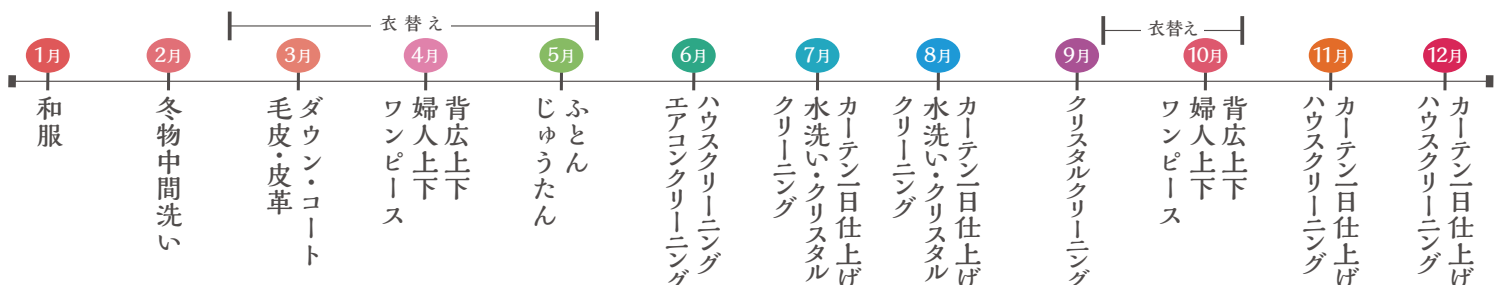 衣替え
衣替え
1月
和服
2月
冬物中間洗い
3月
ダウン・コート
毛皮・皮革
4月
背広上下
婦人上下
ワンピース
5月
ふとん
じゅうたん
6月
ハウスクリーニング
エアコンクリーニング
7月
カーテン一日仕上げ
水洗い・クリスタル
クリーニング
8月
カーテン一日仕上げ
水洗い・クリスタル
クリーニング
9月
クリスタルクリーニング
10月
背広上下
婦人上下
ワンピース
11月
カーテン一日仕上げ
ハウスクリーニング
12月
カーテン一日仕上げ
ハウスクリーニング